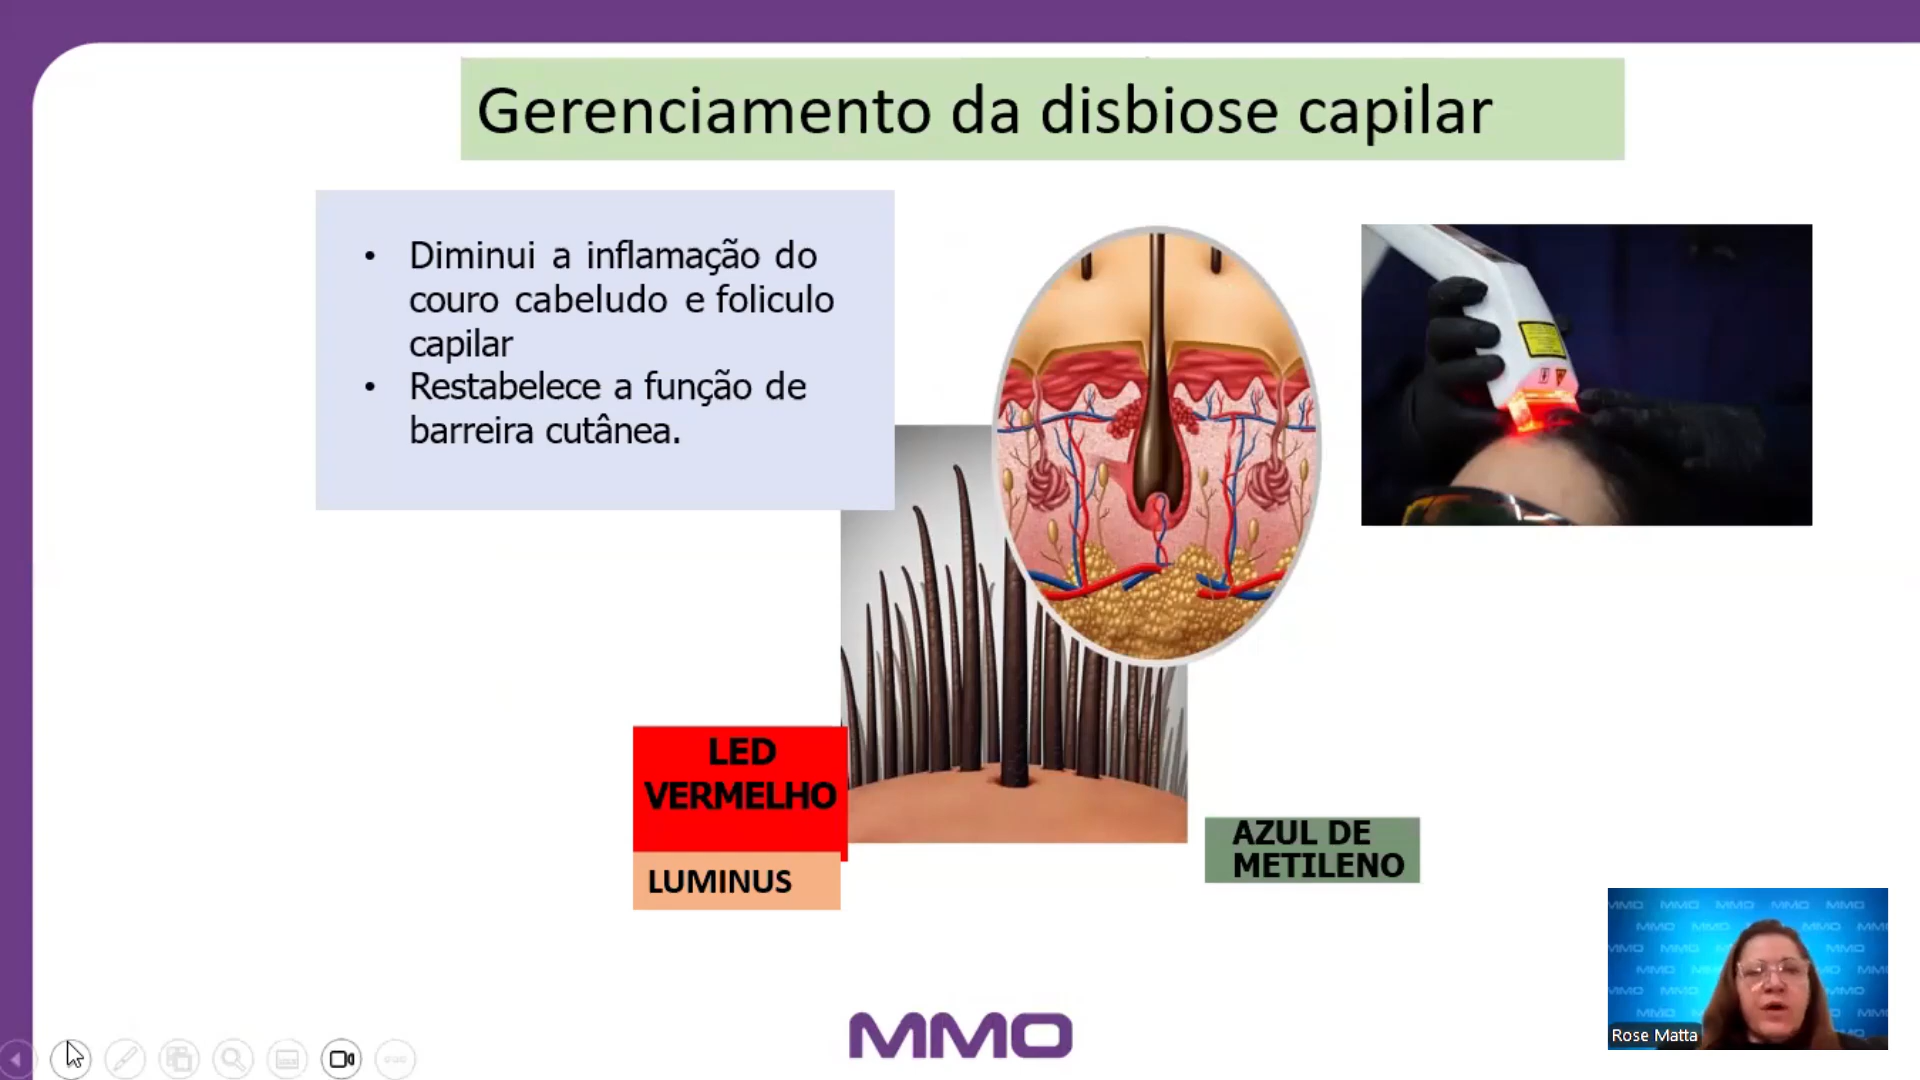 Gerenciamento da disbiose capilar
• Diminui a inflamação do
couro cabeludo e foliculo
capilar
• Restabelece a função de
barreira cutânea.
LED
VERMELHO
LUMINUS
AZUL DE
METILENO
MMO
Rose Matta